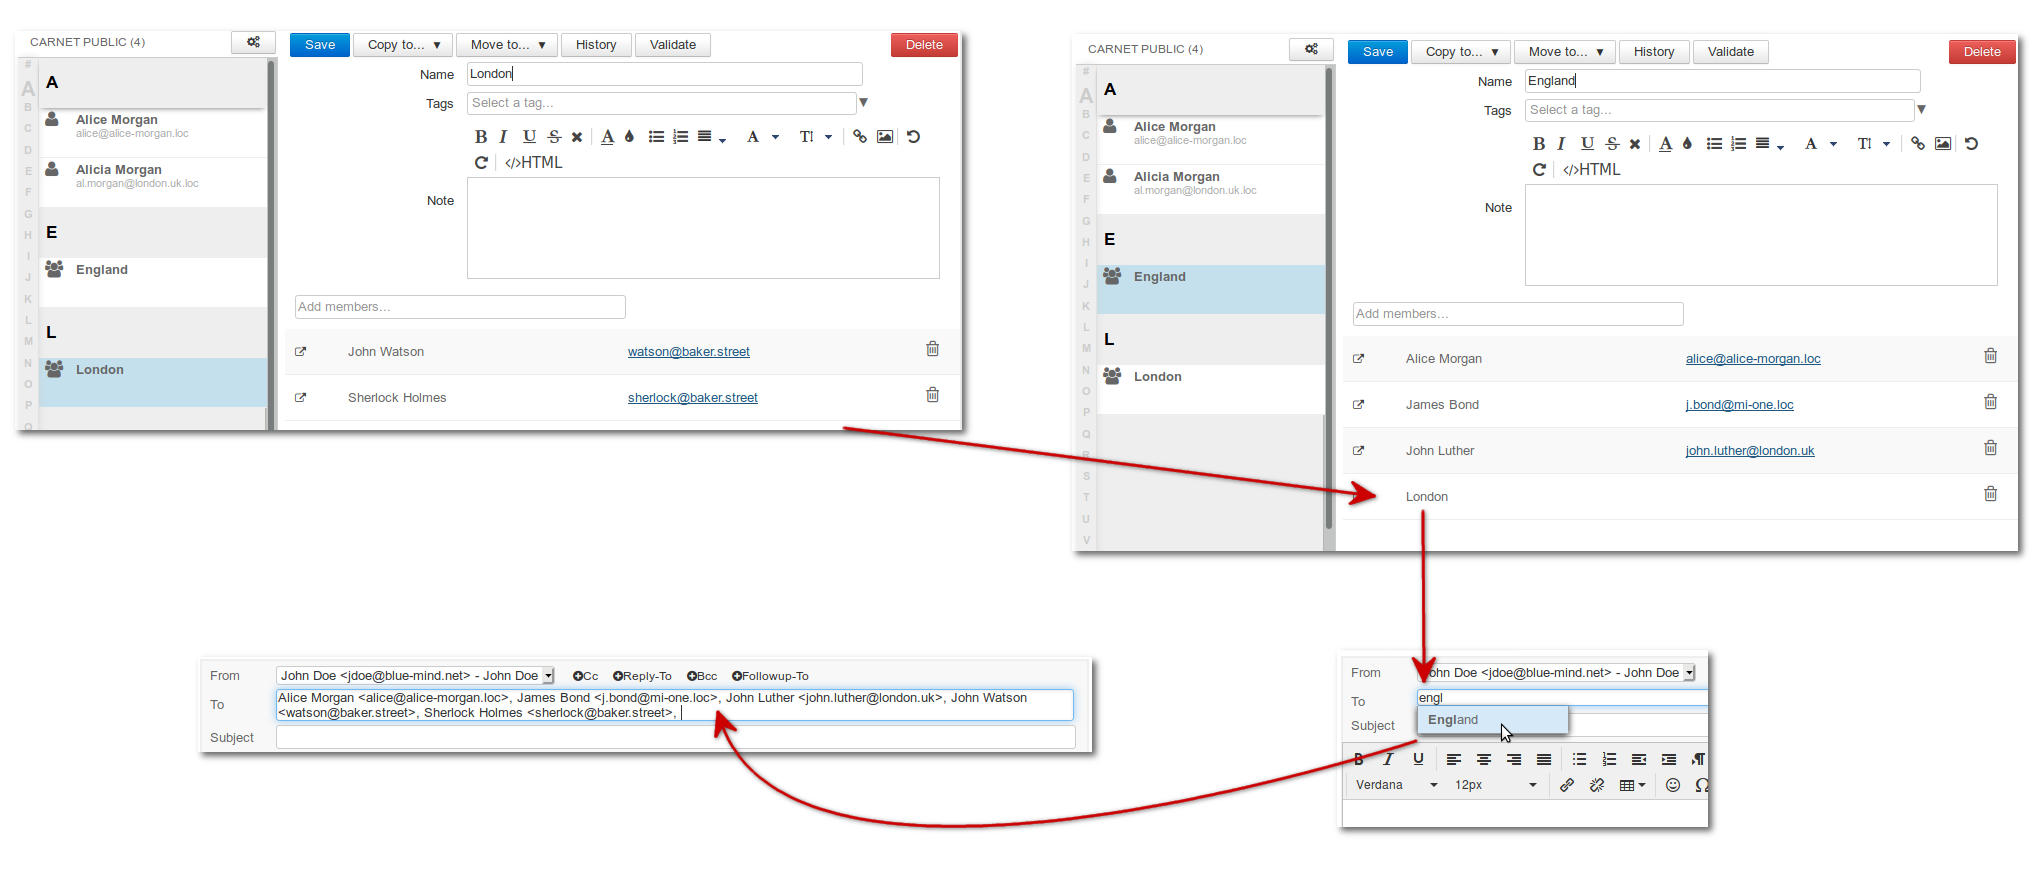 CARNET PUBLIC (4)
Save Copy to... ▼ Move to... ▼ History Validate Delete
#
A
B
C
D
E
F
G
H
I
J
K
L
M
N
O
P
Q
A
Alice Morgan
alice@alice-morgan.loc
Alicia Morgan
al.morgan@london.uk.loc
E
England
L
London
Name London
Tags Select a tag...
B I U S A A T
</>HTML
Note
Add members...
John Watson watson@baker.street
Sherlock Holmes sherlock@baker.street
CARNET PUBLIC (4)
Save Copy to... ▼ Move to... ▼ History Validate Delete
#
A
B
C
D
E
F
G
H
I
J
K
L
M
N
O
P
Q
R
S
T
U
V
A
Alice Morgan
alice@alice-morgan.loc
Alicia Morgan
al.morgan@london.uk.loc
E
England
L
London
Name England
Tags Select a tag...
B I U S A A T
</>HTML
Note
Add members...
Alice Morgan alice@alice-morgan.loc
James Bond j.bond@mi-one.loc
John Luther john.luther@london.uk
London
From John Doe <jdoe@blue-mind.net> - John Doe Cc Reply-To Bcc Followup-To
To Alice Morgan <alice@alice-morgan.loc>, James Bond <j.bond@mi-one.loc>, John Luther <john.luther@london.uk>, John Watson
<watson@baker.street>, Sherlock Holmes <sherlock@baker.street>,
Subject
From John Doe <jdoe@blue-mind.net> - John Doe
To engl
England
Subject
B I U
Verdana 12px Ω